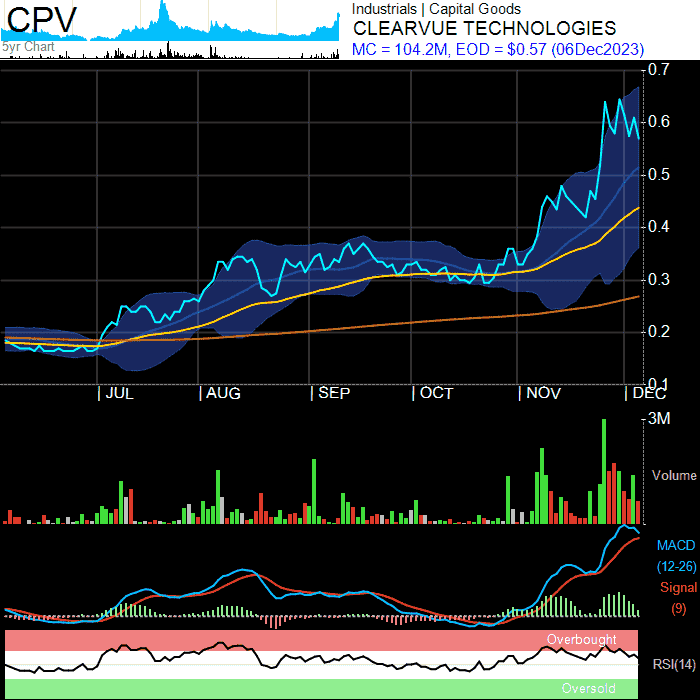 CPV
5yr Chart
Industrials | Capital Goods
CLEARVUE TECHNOLOGIES
MC = 104.2M, EOD = $0.57 (06Dec2023)
0.7
0.6
0.5
0.4
0.3
0.2
0.1
| JUL | AUG | SEP | OCT | NOV | DEC
3M
Volume
MACD
(12-26)
Signal
(9)
Overbought
RSI(14)
Oversold